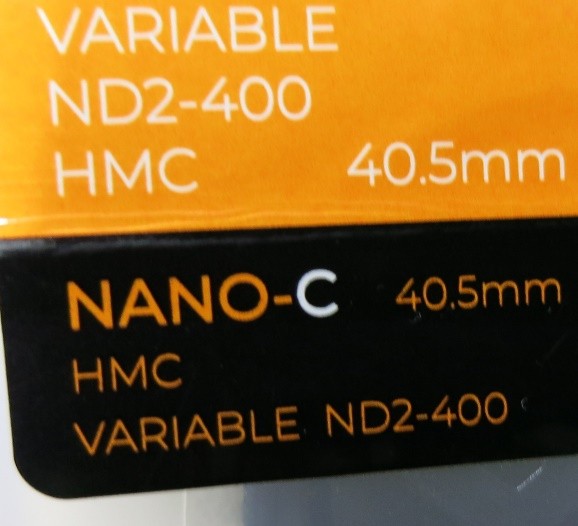 VARIABLE
ND2-400
HMC 40.5mm
NANO-C 40.5mm
HMC
VARIABLE ND2-400